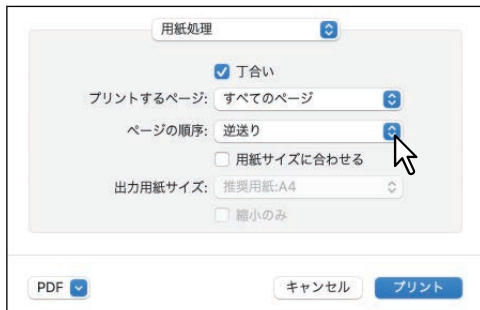 用紙処理
丁合い
プリントするページ: すべてのページ
ページの順序: 逆送り
用紙サイズに合わせる
出力用紙サイズ: 推奨用紙:A4
縮小のみ
PDF キャンセル プリント